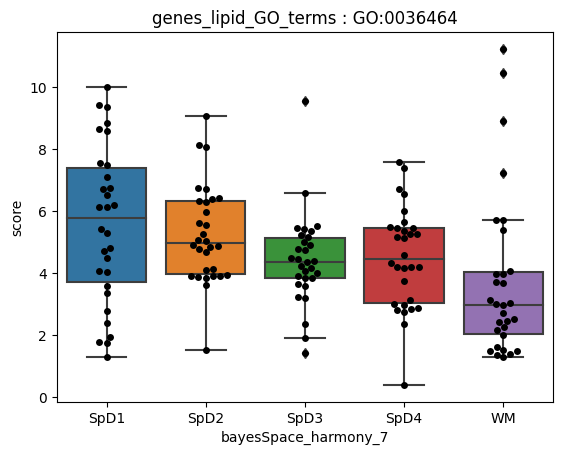 genes_lipid_GO_terms : GO:0036464
score
10
8
6
4
2
0
SpD1 SpD2 SpD3 SpD4 WM
bayesSpace_harmony_7